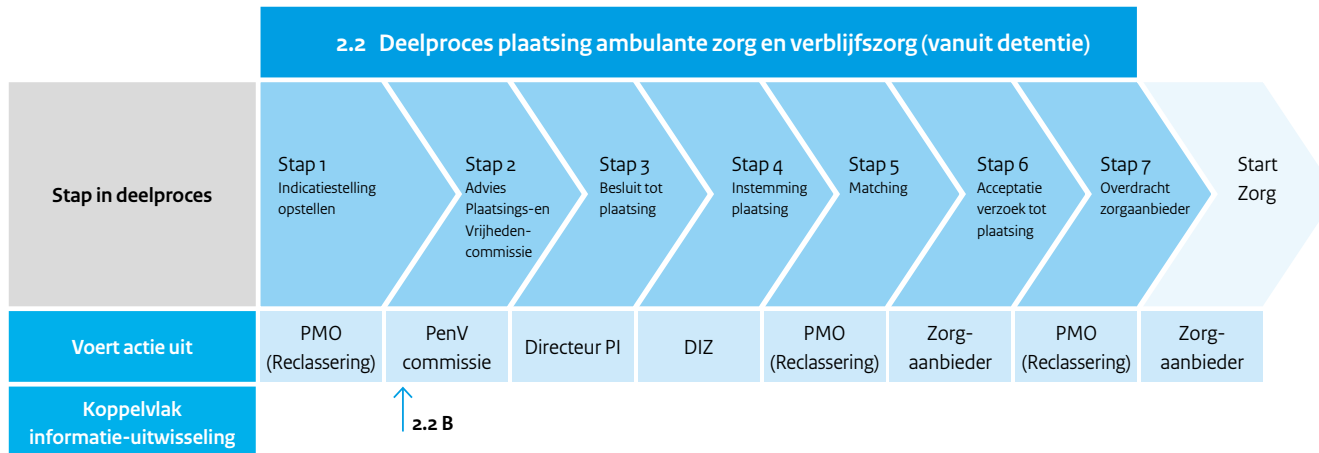 2.2 Deelproces plaatsing ambulante zorg en verblijfszorg (vanuit detentie)
Stap in deelproces
Stap 1
Indicatiestelling
opstellen
Stap 2
Advies
Plaatsings-en
Vrijheden-
commissie
Stap 3
Besluit tot
plaatsing
Stap 4
Instemming
plaatsing
Stap 5
Matching
Stap 6
Acceptatie
verzoek tot
plaatsing
Stap 7
Overdracht
zorgaanbieder
Start
Zorg
Voert actie uit
PMO
(Reclassering)
PenV
commissie
Directeur PI
DIZ
PMO
(Reclassering)
Zorg-
aanbieder
PMO
(Reclassering)
Zorg-
aanbieder
Koppelvlak
informatie-uitwisseling
2.2 B